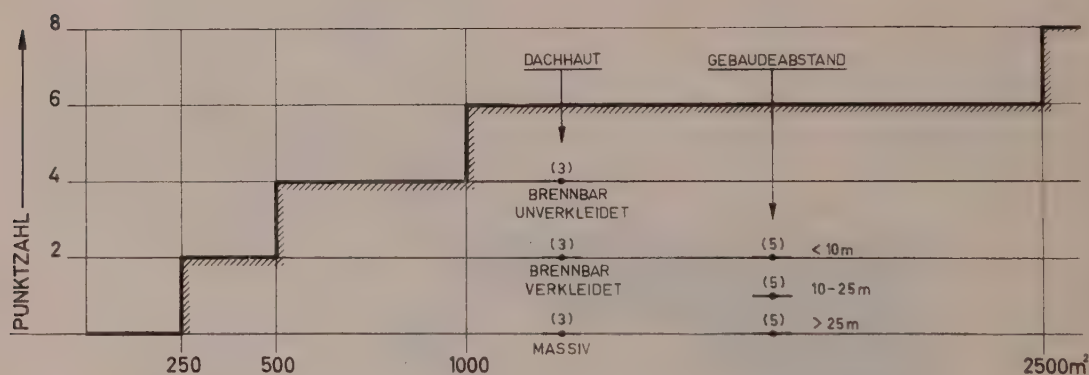 PUNKTZAHL
8
6
4
2
DACHHAUT
GEBAUDEABSTAND
(3)
BRENNBAR
UNVERKLEIDET
(3)
BRENNBAR
VERKLEIDET
(3)
MASSIV
(5) < 10m
(5) 10-25m
(5) > 25m
250 500 1000 2500m²